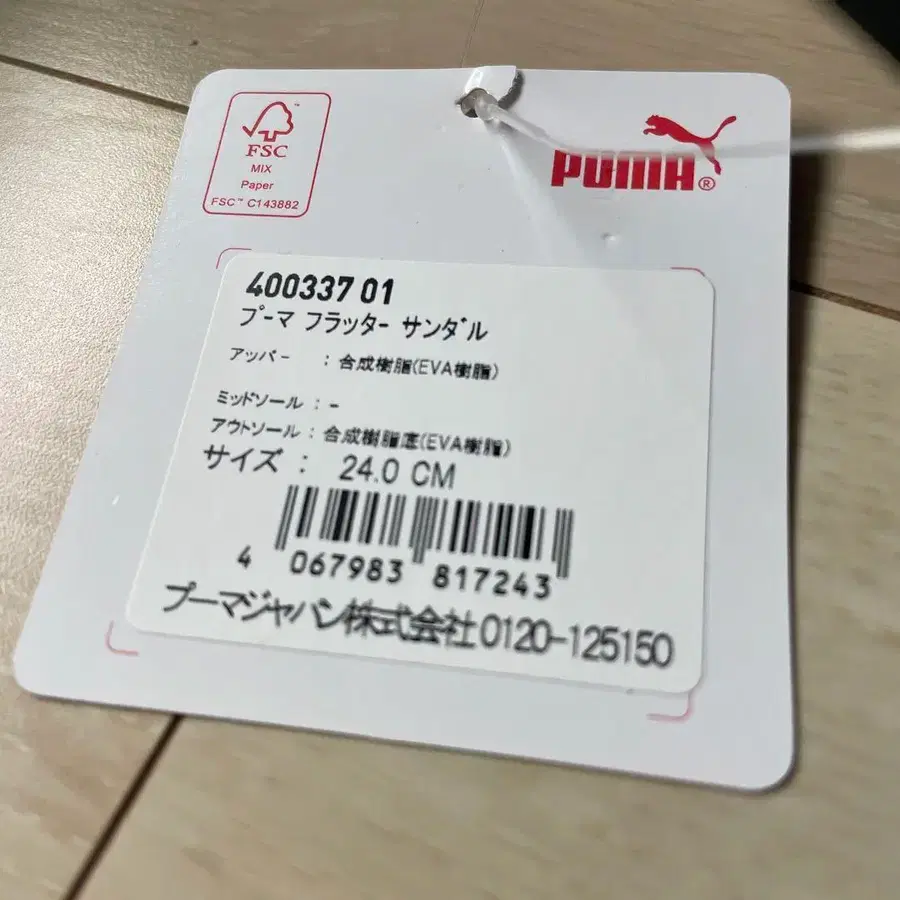 FSC
MIX
Paper
FSC™ C143882
PUMA®
400337 01
プーマ フラッター サンダル
アッパー : 合成樹脂(EVA樹脂)
ミッドソール : -
アウトソール : 合成樹脂底(EVA樹脂)
サイズ : 24.0 CM
4 067983 817243
プーマジャパン株式会社 0120-125150